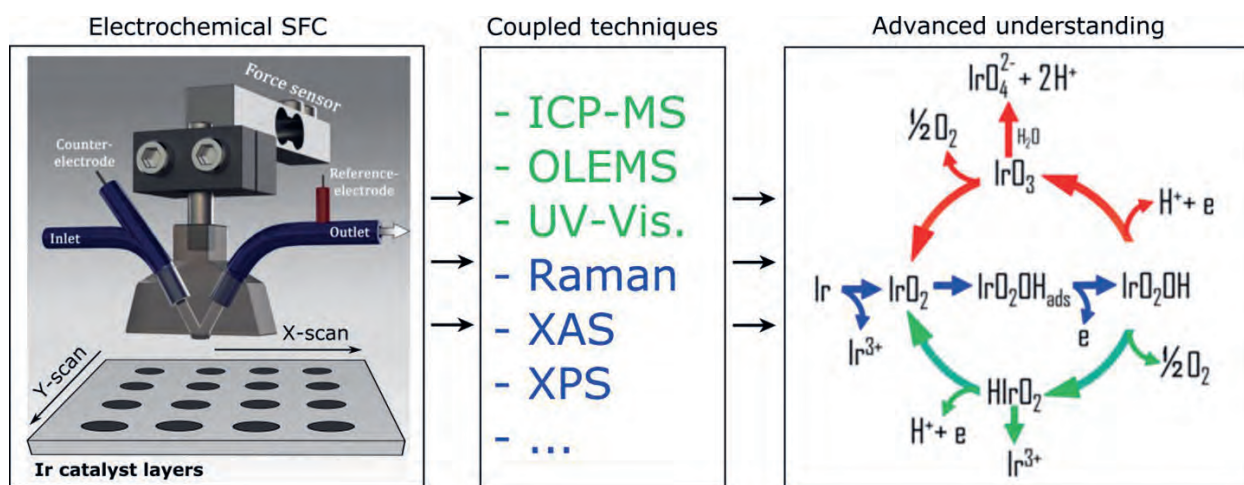 Electrochemical SFC
Force sensor
Counter-
electrode
Reference-
electrode
Inlet
Outlet
X-scan
Y-scan
Ir catalyst layers
Coupled techniques
- ICP-MS
- OLEMS
- UV-Vis.
- Raman
- XAS
- XPS
- ...
Advanced understanding
IrO₄²⁻ + 2H⁺
½O₂
H₂O
IrO₃
H⁺ + e
Ir
IrO₂
IrO₂OHads
IrO₂OH
Ir³⁺
e
½O₂
HIrO₂
H⁺ + e
Ir³⁺